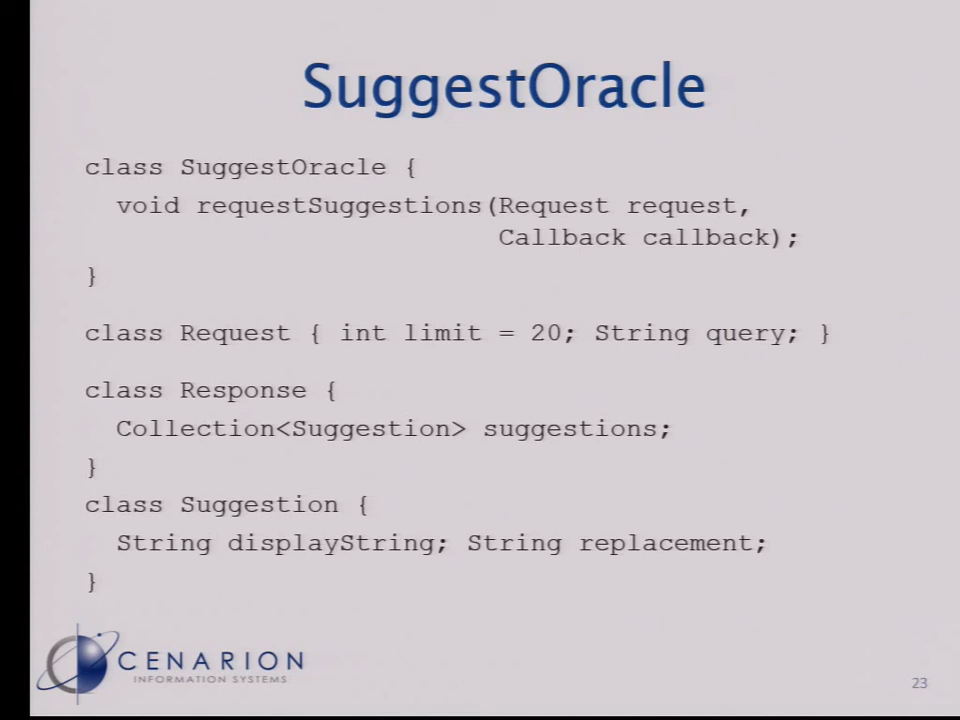 SuggestOracle
class SuggestOracle {
void requestSuggestions(Request request,
Callback callback);
}
class Request { int limit = 20; String query; }
class Response {
Collection<Suggestion> suggestions;
}
class Suggestion {
String displayString; String replacement;
}
CENARION
INFORMATION SYSTEMS
23